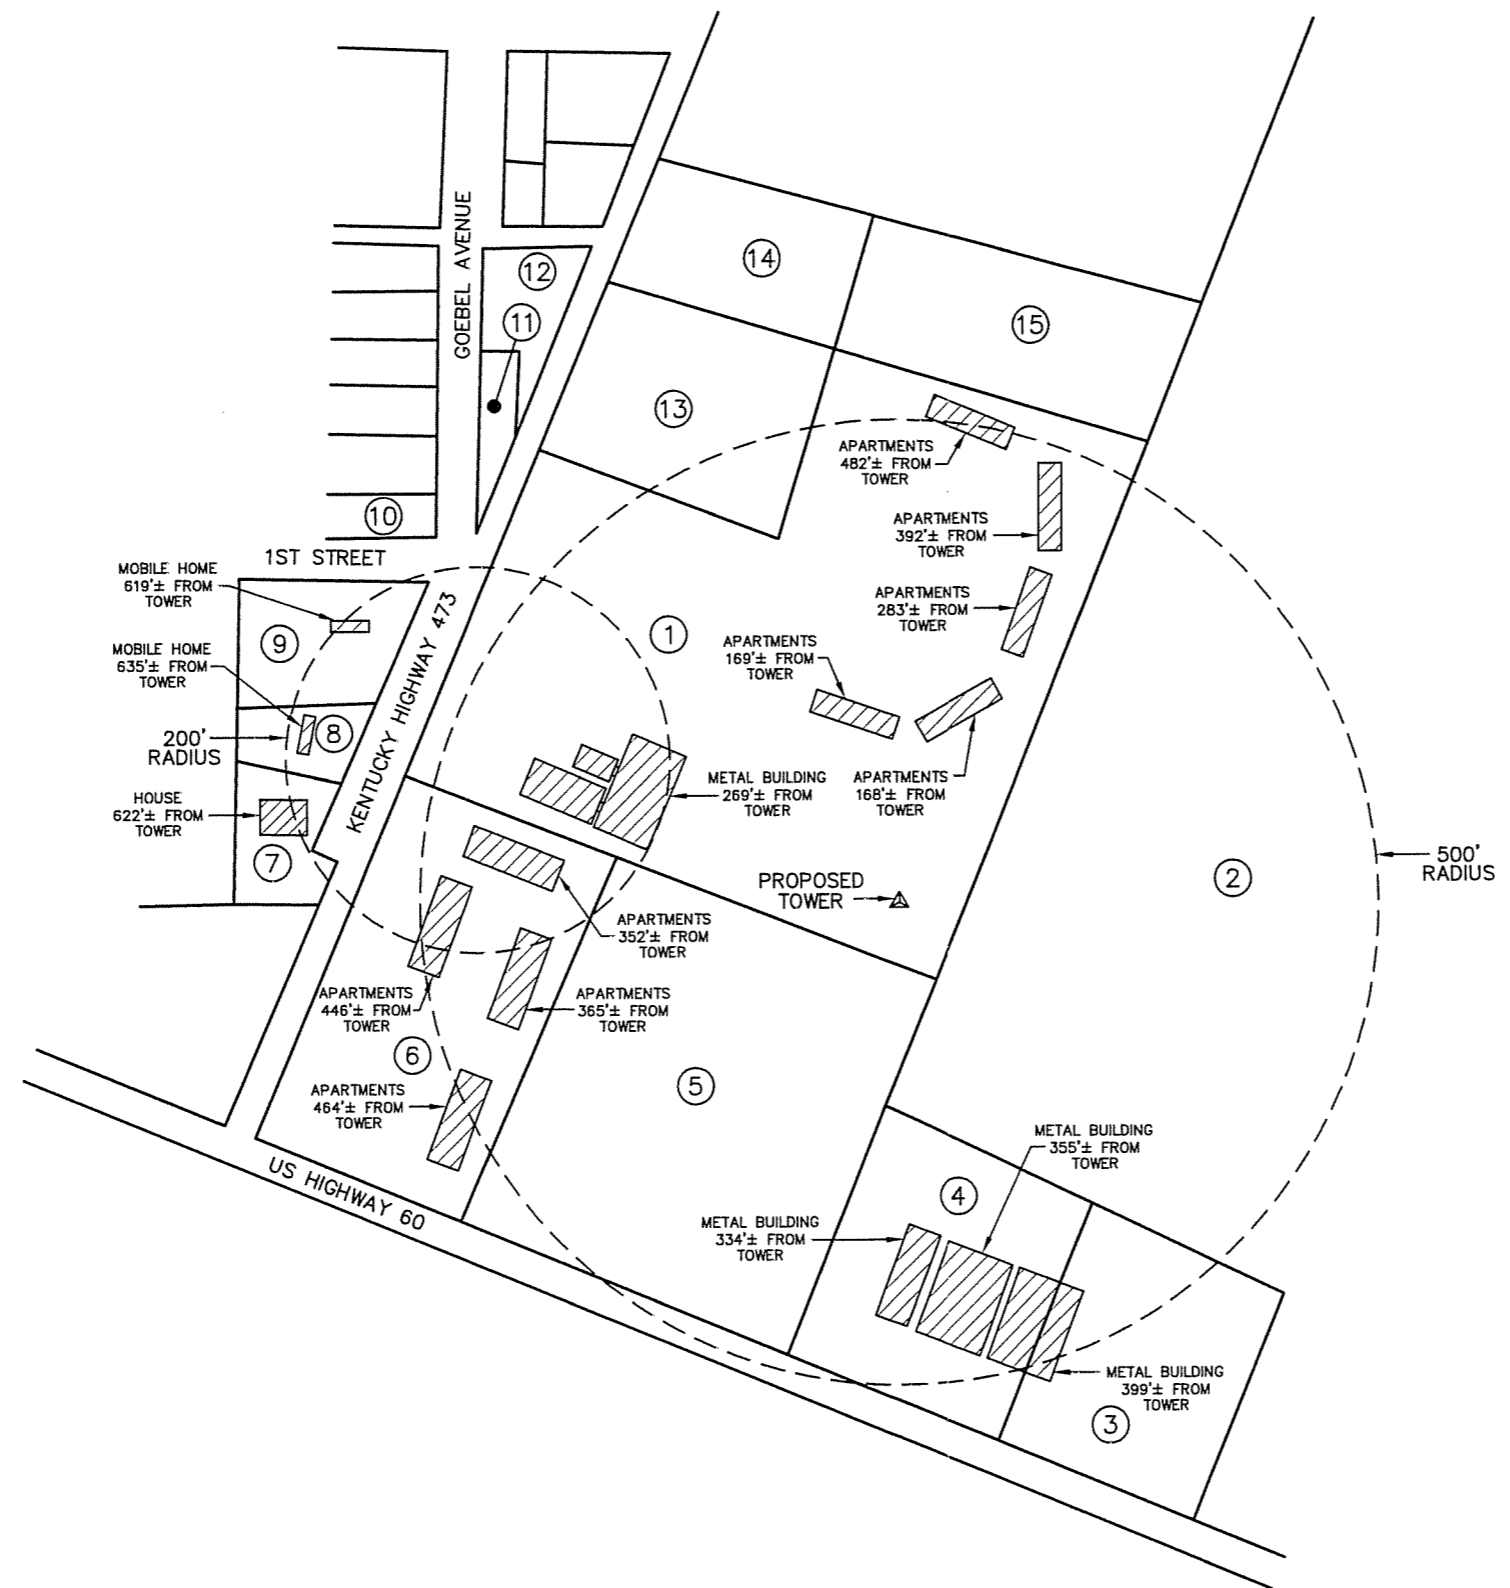 GOEBEL AVENUE
12
11
14
15
13
APARTMENTS
482'± FROM
TOWER
10
APARTMENTS
392'± FROM
TOWER
1ST STREET
MOBILE HOME
619'± FROM
TOWER
9
KENTUCKY HIGHWAY 473
1
APARTMENTS
283'± FROM
TOWER
MOBILE HOME
635'± FROM
TOWER
APARTMENTS
169'± FROM
TOWER
8
200'
RADIUS
HOUSE
622'± FROM
TOWER
METAL BUILDING
269'± FROM
TOWER
APARTMENTS
168'± FROM
TOWER
7
500'
RADIUS
2
PROPOSED
TOWER
APARTMENTS
352'± FROM
TOWER
APARTMENTS
446'± FROM
TOWER
APARTMENTS
365'± FROM
TOWER
6
5
APARTMENTS
464'± FROM
TOWER
US HIGHWAY 60
METAL BUILDING
355'± FROM
TOWER
4
METAL BUILDING
334'± FROM
TOWER
METAL BUILDING
399'± FROM
TOWER
3